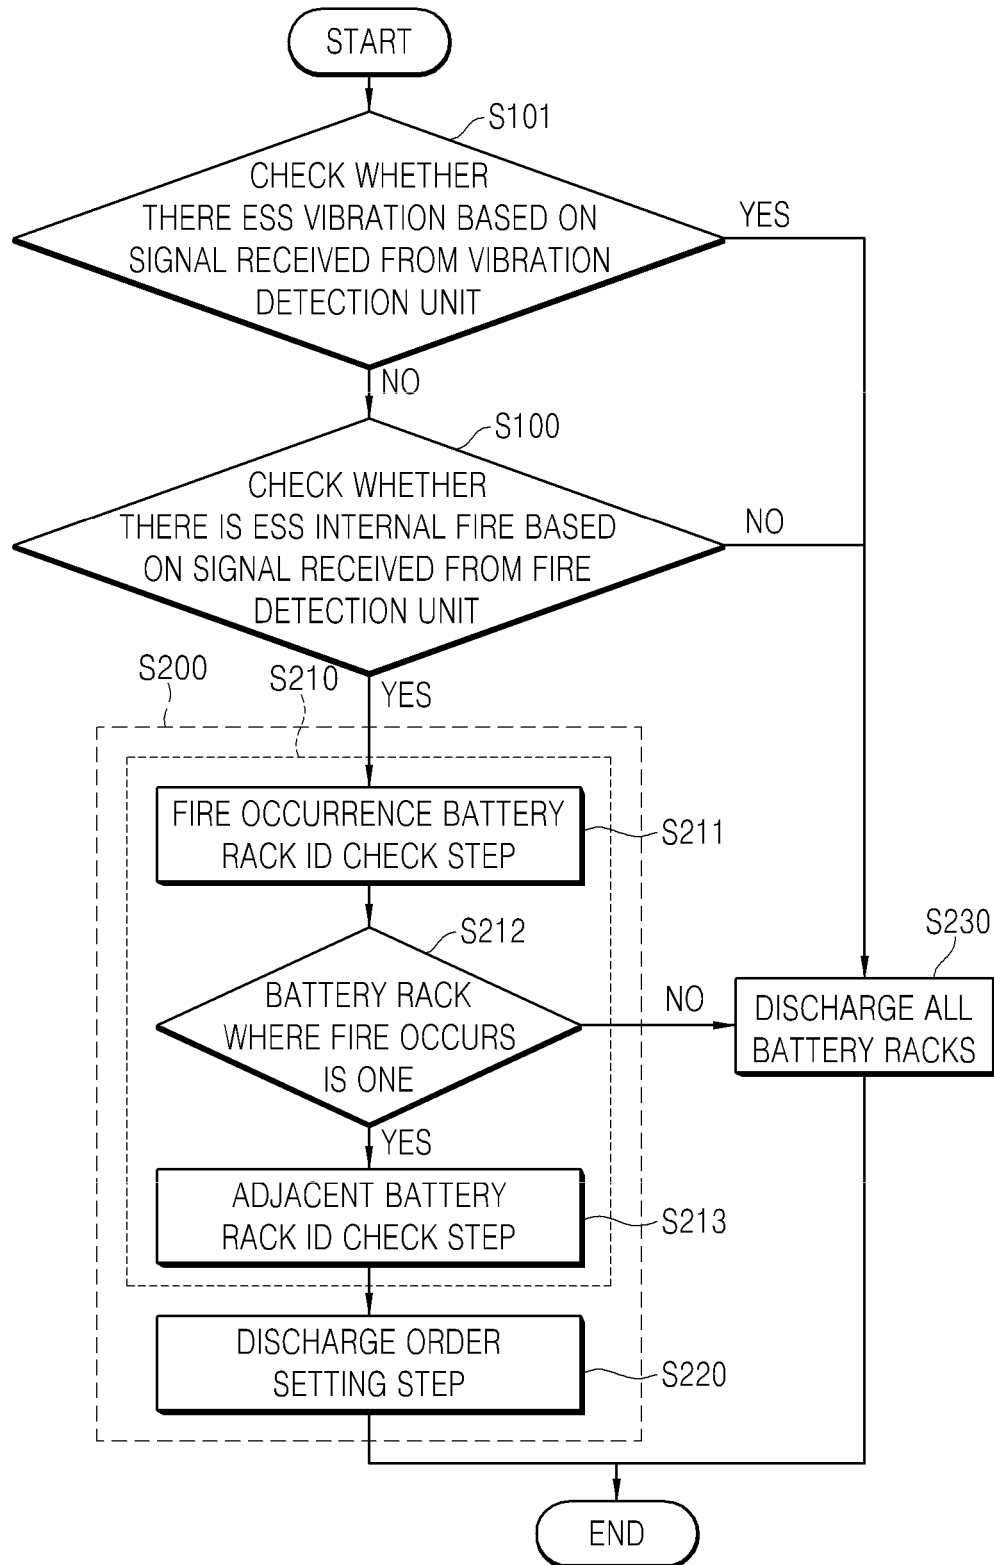 START
S101
CHECK WHETHER
THERE ESS VIBRATION BASED ON
SIGNAL RECEIVED FROM VIBRATION
DETECTION UNIT
YES
NO
S100
CHECK WHETHER
THERE IS ESS INTERNAL FIRE BASED
ON SIGNAL RECEIVED FROM FIRE
DETECTION UNIT
NO
YES
S200
S210
FIRE OCCURRENCE BATTERY
RACK ID CHECK STEP
S211
S212
BATTERY RACK
WHERE FIRE OCCURS
IS ONE
NO
S230
DISCHARGE ALL
BATTERY RACKS
YES
ADJACENT BATTERY
RACK ID CHECK STEP
S213
DISCHARGE ORDER
SETTING STEP
S220
END